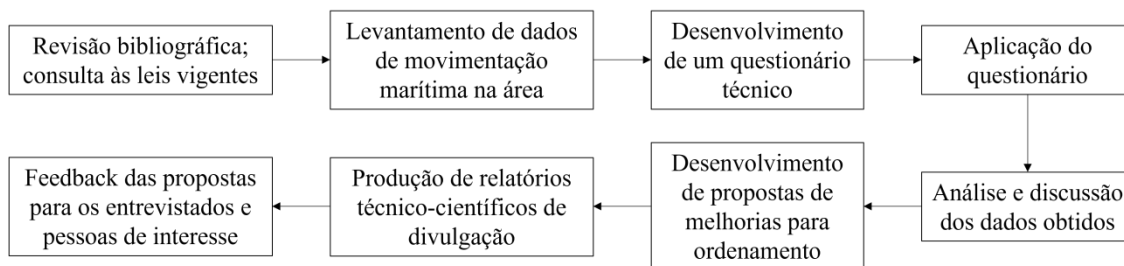 Revisão bibliográfica;
consulta às leis vigentes
Levantamento de dados
de movimentação
marítima na área
Desenvolvimento
de um questionário
técnico
Aplicação do
questionário
Análise e discussão
dos dados obtidos
Desenvolvimento
de propostas de
melhorias para
ordenamento
Produção de relatórios
técnico-científicos de
divulgação
Feedback das propostas
para os entrevistados e
pessoas de interesse